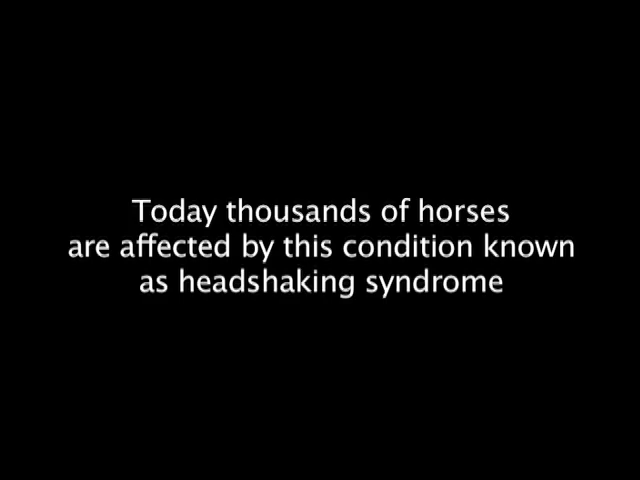 Today thousands of horses
are affected by this condition known
as headshaking syndrome